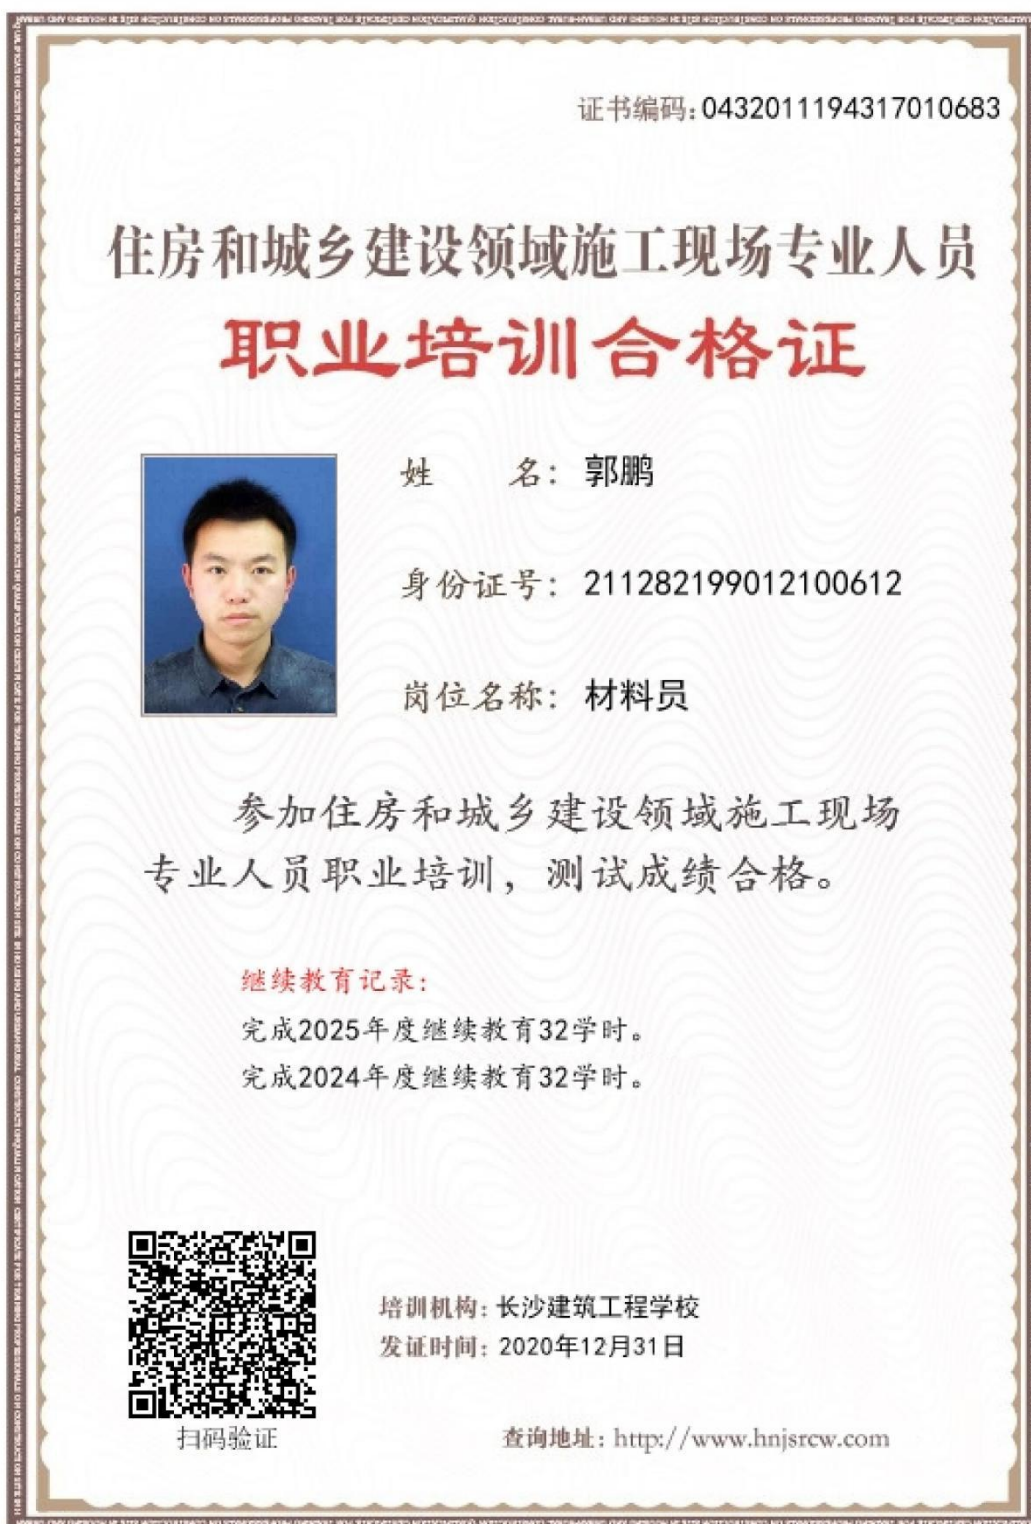 证书编码:0432011194317010683
住房和城乡建设领域施工现场专业人员
职业培训合格证
姓 名: 郭鹏
身份证号: 211282199012100612
岗位名称: 材料员
参加住房和城乡建设领域施工现场
专业人员职业培训，测试成绩合格。
继续教育记录:
完成2025年度继续教育32学时。
完成2024年度继续教育32学时。
培训机构: 长沙建筑工程学校
发证时间: 2020年12月31日
扫码验证
查询地址: http://www.hnjsrcw.com